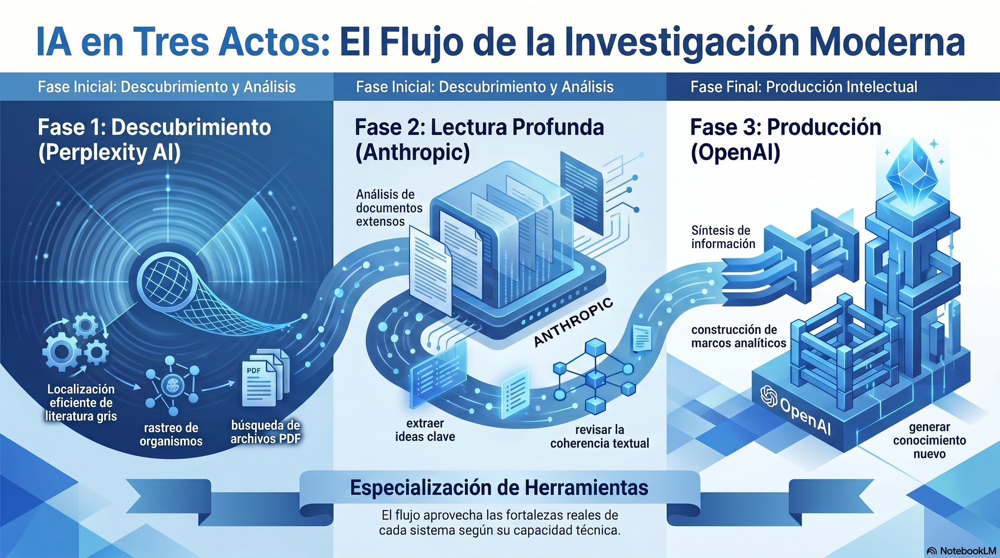 IA en Tres Actos: El Flujo de la Investigación Moderna
Fase Inicial: Descubrimiento y Análisis
Fase 1: Descubrimiento
(Perplexity AI)
Localización
eficiente de
literatura gris
rastreo de
organismos
PDF
búsqueda de
archivos PDF
Fase Inicial: Descubrimiento y Análisis
Fase 2: Lectura Profunda
(Anthropic)
Análisis de
documentos
extensos
ANTHROPIC
extraer
ideas clave
revisar la
coherencia textual
Fase Final: Producción Intelectual
Fase 3: Producción
(OpenAI)
Síntesis de
información
construcción de
marcos analíticos
OpenAI
generar
conocimiento
nuevo
Especialización de Herramientas
El flujo aprovecha las fortalezas reales de
cada sistema según su capacidad técnica.
NotebookLM